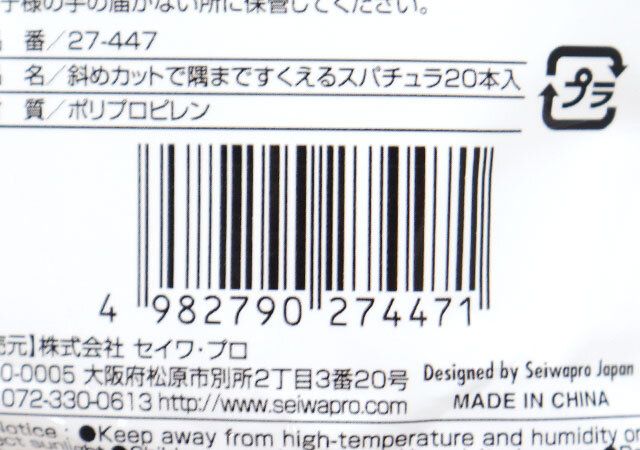 子様の手の届かない所に保管してください。
番/27-447
名/斜めカットで隅まですくえるスパチュラ20本入
質/ポリプロピレン
プラ
4 982790 274471
売元】株式会社 セイワ・プロ
0-0005 大阪府松原市別所2丁目3番20号
072-330-0613 http://www.seiwapro.com/
Designed by Seiwapro Japan
MADE IN CHINA
Notice : ●Keep away from high-temperature and humidity or